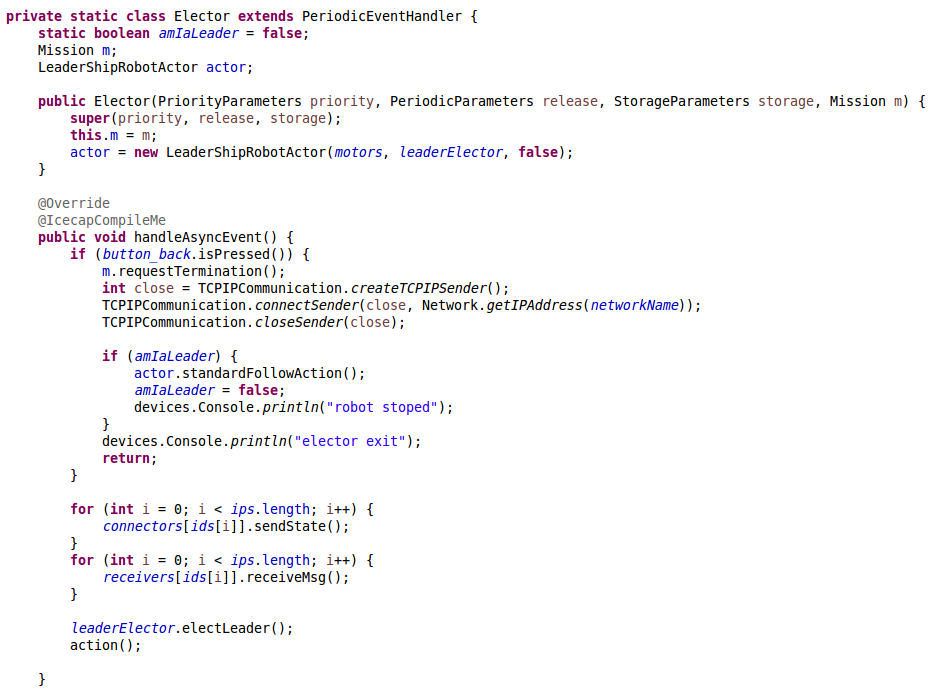 private static class Elector extends PeriodicEventHandler {
    static boolean amIaLeader = false;
    Mission m;
    LeaderShipRobotActor actor;

    public Elector(PriorityParameters priority, PeriodicParameters release, StorageParameters storage, Mission m) {
        super(priority, release, storage);
        this.m = m;
        actor = new LeaderShipRobotActor(motors, leaderElector, false);
    }

    @Override
    @IcecapCompileMe
    public void handleAsyncEvent() {
        if (button_back.isPressed()) {
            m.requestTermination();
            int close = TCPIPCommunication.createTCPIPSender();
            TCPIPCommunication.connectSender(close, Network.getIPAddress(networkName));
            TCPIPCommunication.closeSender(close);

            if (amIaLeader) {
                actor.standardFollowAction();
                amIaLeader = false;
                devices.Console.println("robot stoped");
            }
            devices.Console.println("elector exit");
            return;
        }

        for (int i = 0; i < ips.length; i++) {
            connectors[ids[i]].sendState();
        }
        for (int i = 0; i < ips.length; i++) {
            receivers[ids[i]].receiveMsg();
        }

        leaderElector.electLeader();
        action();

    }